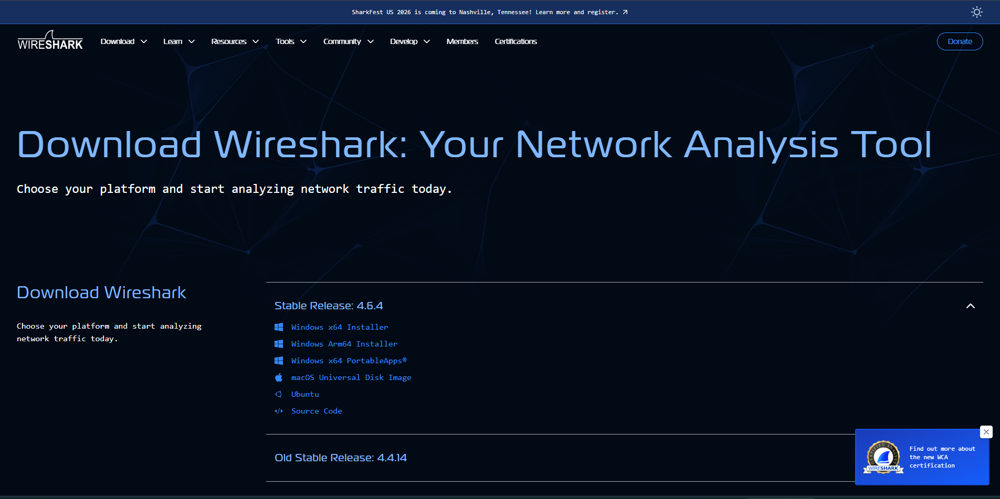 SharkFest US 2026 is coming to Nashville, Tennessee! Learn more and register.
WIRESHARK
Download
Learn
Resources
Tools
Community
Develop
Members
Certifications
Donate
Download Wireshark: Your Network Analysis Tool
Choose your platform and start analyzing network traffic today.
Download Wireshark
Choose your platform and start analyzing
network traffic today.
Stable Release: 4.6.4
Windows x64 Installer
Windows Arm64 Installer
Windows x64 PortableApps®
macOS Universal Disk Image
Ubuntu
Source Code
Old Stable Release: 4.4.14
CERTIFIED ANALYST
WIRESHARK
Find out more about
the new WCA
certification